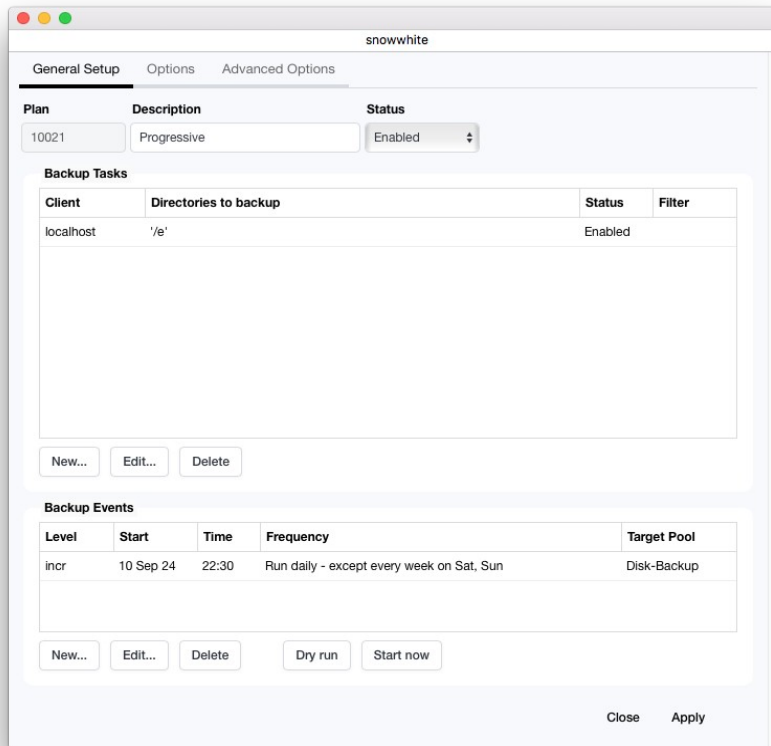 snowwhite
General Setup Options Advanced Options
Plan Description Status
10021 Progressive Enabled
Backup Tasks
Client Directories to backup Status Filter
localhost '/e' Enabled
New... Edit... Delete
Backup Events
Level Start Time Frequency Target Pool
incr 10 Sep 24 22:30 Run daily - except every week on Sat, Sun Disk-Backup
New... Edit... Delete Dry run Start now
Close Apply